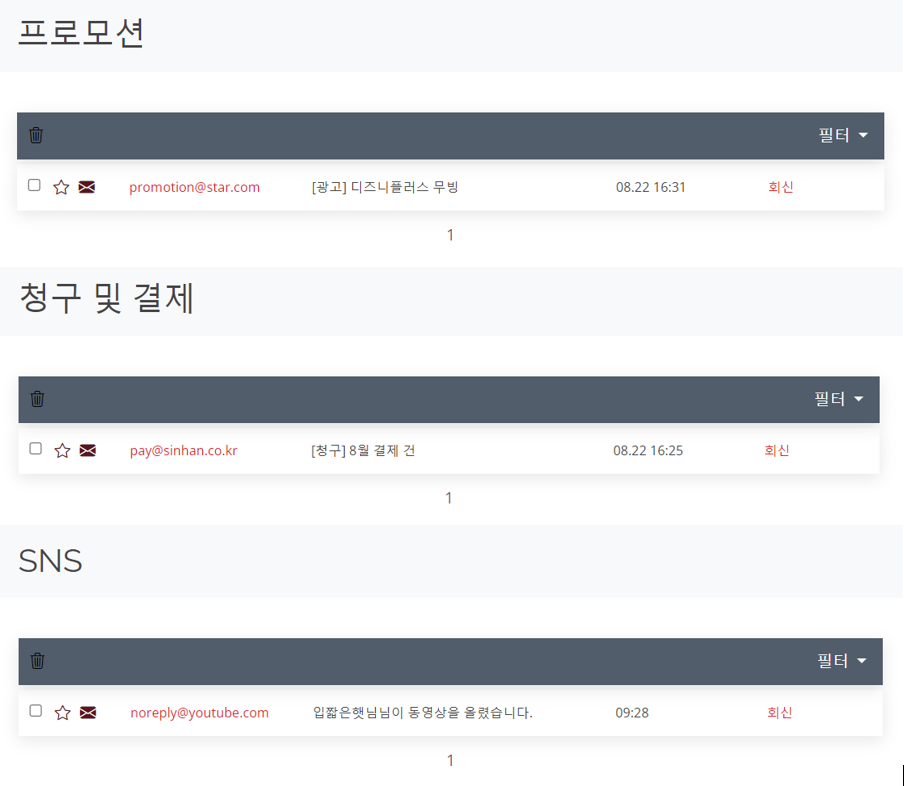 프로모션
필터
promotion@star.com [광고] 디즈니플러스 무빙 08.22 16:31 회신
1
청구 및 결제
필터
pay@sinhan.co.kr [청구] 8월 결제 건 08.22 16:25 회신
1
SNS
필터
noreply@youtube.com 입짧은햇님님이 동영상을 올렸습니다. 09:28 회신
1